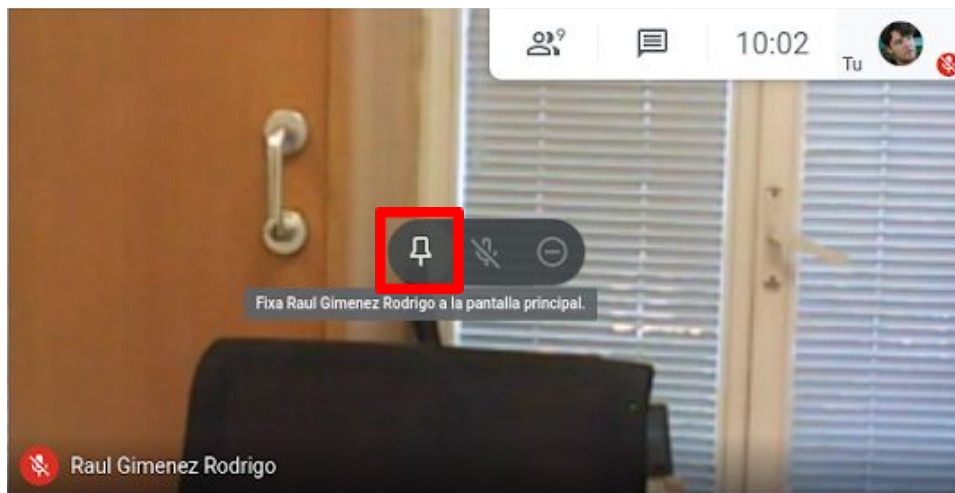 9
10:02
Tu
Fixa Raul Gimenez Rodrigo a la pantalla principal.
Raul Gimenez Rodrigo